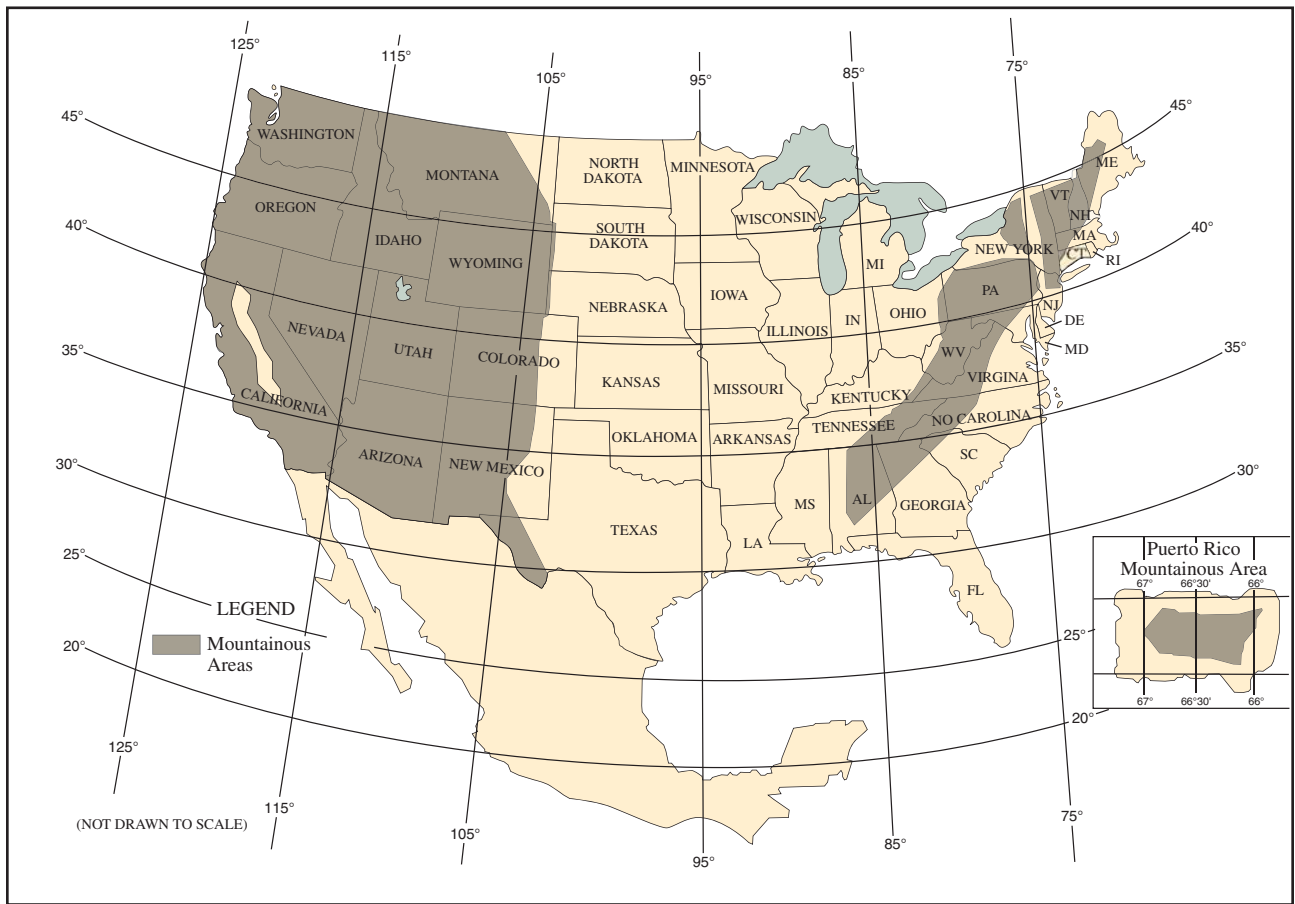 125°
115°
105°
95°
85°
75°
45°
45°
WASHINGTON
MONTANA
NORTH
DAKOTA
MINNESOTA
ME
OREGON
IDAHO
WYOMING
SOUTH
DAKOTA
WISCONSIN
MI
VT
NH
MA
NEW YORK
CT
RI
40°
40°
NEBRASKA
IOWA
ILLINOIS
IN
OHIO
PA
NJ
DE
MD
NEVADA
UTAH
COLORADO
KANSAS
MISSOURI
WV
VIRGINIA
KENTUCKY
35°
35°
CALIFORNIA
ARIZONA
NEW MEXICO
OKLAHOMA
ARKANSAS
TENNESSEE
NO CAROLINA
SC
30°
30°
TEXAS
LA
MS
AL
GEORGIA
FL
25°
25°
20°
20°
LEGEND
Mountainous
Areas
Puerto Rico
Mountainous Area
67°
66°30'
66°
67°
66°30'
66°
125°
115°
105°
95°
85°
75°
(NOT DRAWN TO SCALE)